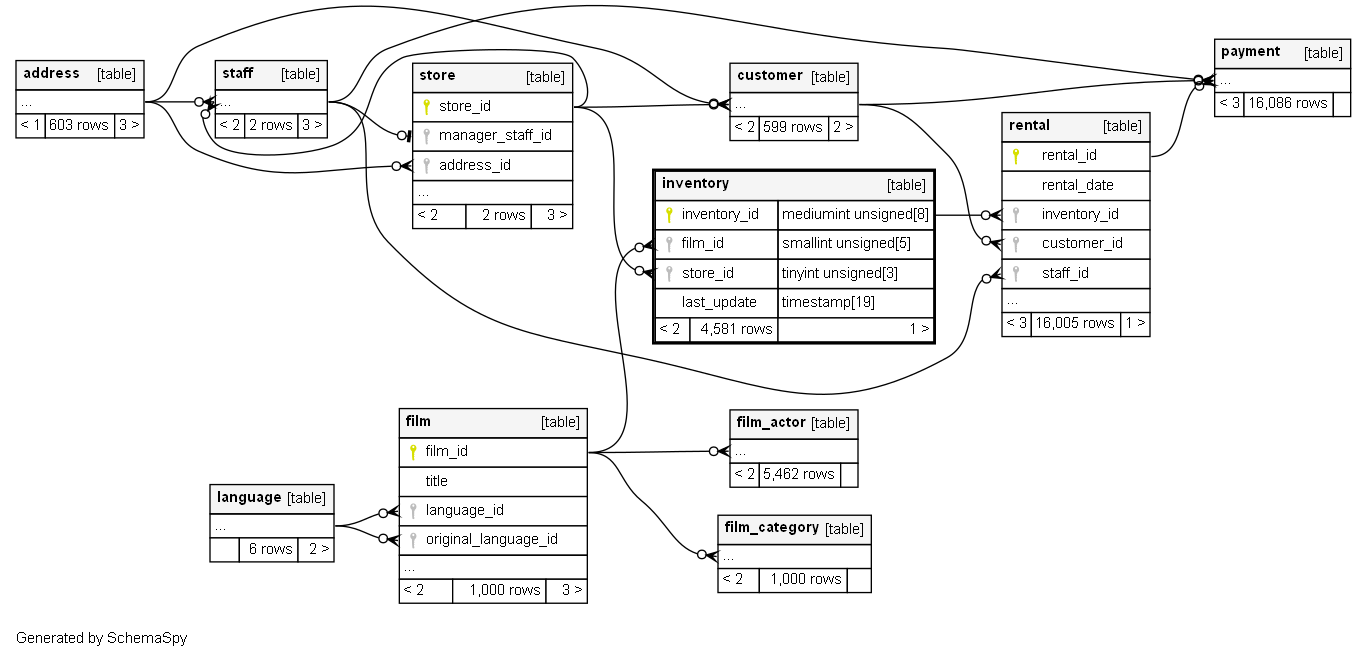 address [table]
...
< 1 603 rows 3 >
staff [table]
...
< 2 2 rows 3 >
store [table]
store_id
manager_staff_id
address_id
...
< 2 2 rows 3 >
customer [table]
...
< 2 599 rows 2 >
payment [table]
...
< 3 16,086 rows
rental [table]
rental_id
rental_date
inventory_id
customer_id
staff_id
...
< 3 16,005 rows 1 >
inventory [table]
inventory_id mediumint unsigned[8]
film_id smallint unsigned[5]
store_id tinyint unsigned[3]
last_update timestamp[19]
< 2 4,581 rows 1 >
film [table]
film_id
title
language_id
original_language_id
...
< 2 1,000 rows 3 >
language [table]
...
6 rows 2 >
film_actor [table]
...
< 2 5,462 rows
film_category [table]
...
< 2 1,000 rows
Generated by SchemaSpy